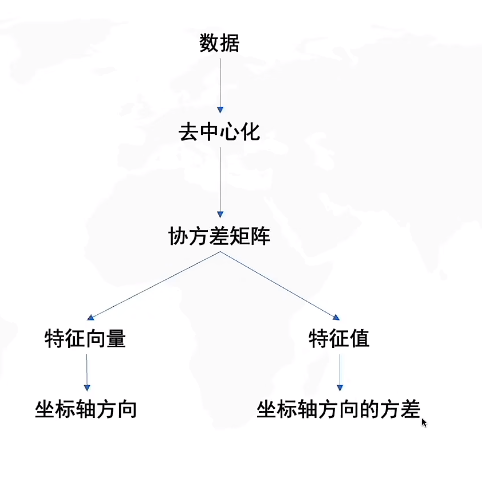 数据
去中心化
协方差矩阵
特征向量
特征值
坐标轴方向
坐标轴方向的方差